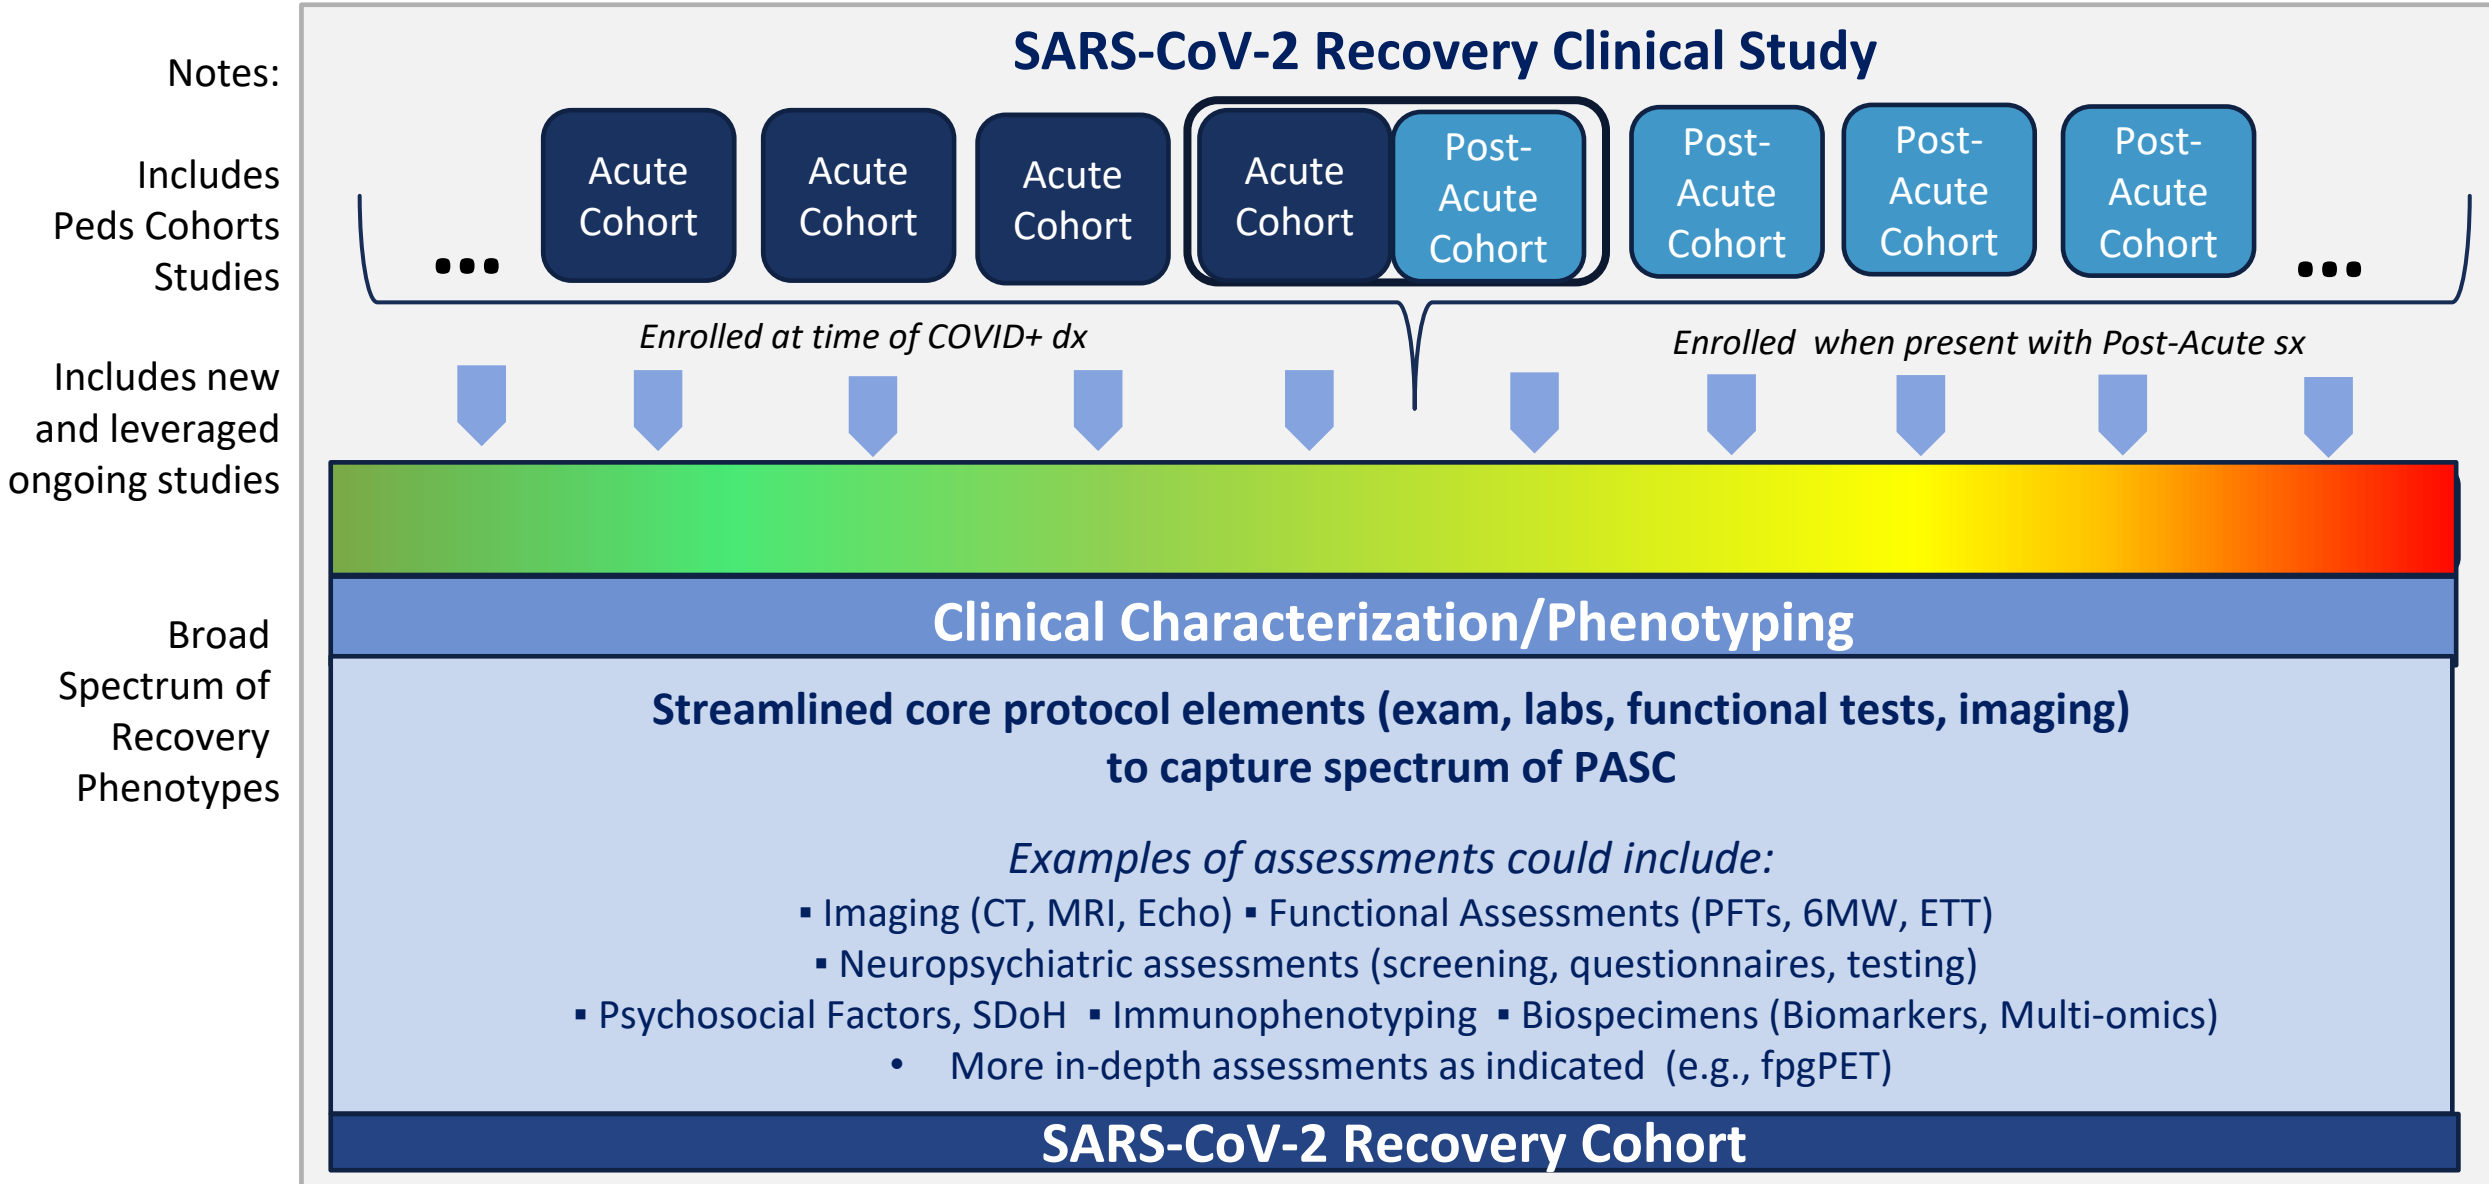 SARS-CoV-2 Recovery Clinical Study
Notes:
Includes
Peds Cohorts
Studies
Includes new
and leveraged
ongoing studies
Broad
Spectrum of
Recovery
Phenotypes
...
Acute
Cohort
Acute
Cohort
Acute
Cohort
Acute
Cohort
Post-
Acute
Cohort
Post-
Acute
Cohort
Post-
Acute
Cohort
Post-
Acute
Cohort
...
Enrolled at time of COVID+ dx
Enrolled when present with Post-Acute sx
Clinical Characterization/Phenotyping
Streamlined core protocol elements (exam, labs, functional tests, imaging)
to capture spectrum of PASC
Examples of assessments could include:
▪ Imaging (CT, MRI, Echo) ▪ Functional Assessments (PFTs, 6MW, ETT)
▪ Neuropsychiatric assessments (screening, questionnaires, testing)
▪ Psychosocial Factors, SDoH ▪ Immunophenotyping ▪ Biospecimens (Biomarkers, Multi-omics)
• More in-depth assessments as indicated (e.g., fpgPET)
SARS-CoV-2 Recovery Cohort